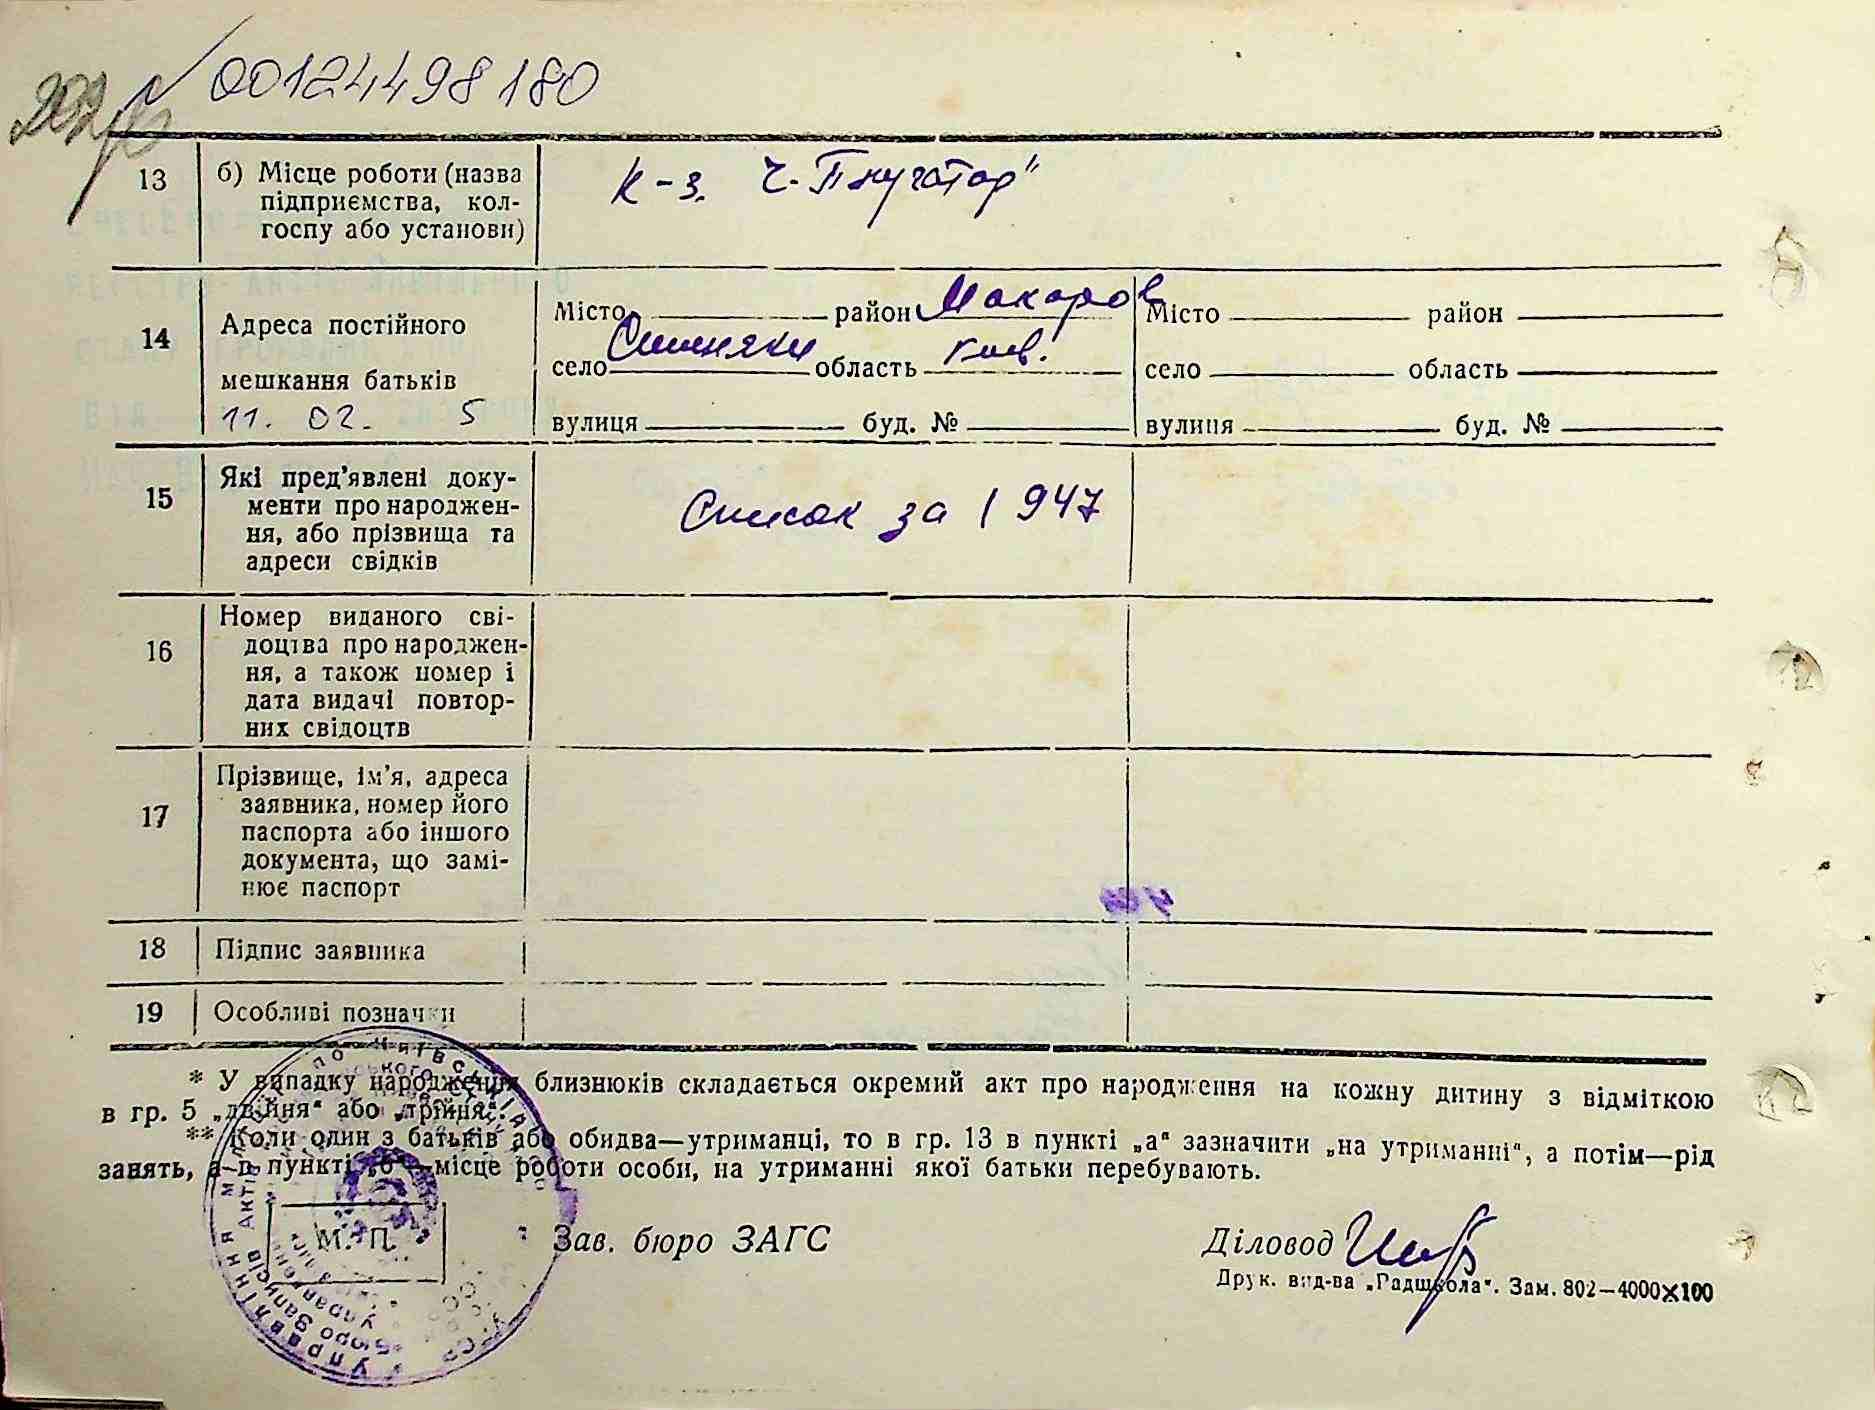 00124498180
13 б) Місце роботи (назва
підприємства, кол-
госпу або установи)
к-з.
14 Адреса постійного
мешкання батьків
11. 02. 5
Місто район Макаров
село Синяки область Київ.
вулиця буд. №
Місто район
село область
вулиця буд. №
15 Які пред'явлені доку-
менти про народжен-
ня, або прізвища та
адреси свідків
Список за 1947
16 Номер виданого сві-
доцтва про народжен-
ня, а також номер і
дата видачі повтор-
них свідоцтв
17 Прізвище, ім'я, адреса
заявника, номер його
паспорта або іншого
документа, що замі-
нює паспорт
18 Підпис заявника
19 Особливі позначки
* У випадку народження близнюків складається окремий акт про народження на кожну дитину з відміткою
в гр. 5 „двійня“ або „трійня“.
** Коли один з батьків або обидва—утриманці, то в гр. 13 в пункті „а“ зазначити „на утриманні“, а потім—рід
занять, а в пункті „б“—місце роботи особи, на утриманні якої батьки перебувають.
М. П.
Зав. бюро ЗАГС
Діловод
Друк. вид-ва „Радшкола“. Зам. 802—4000×100